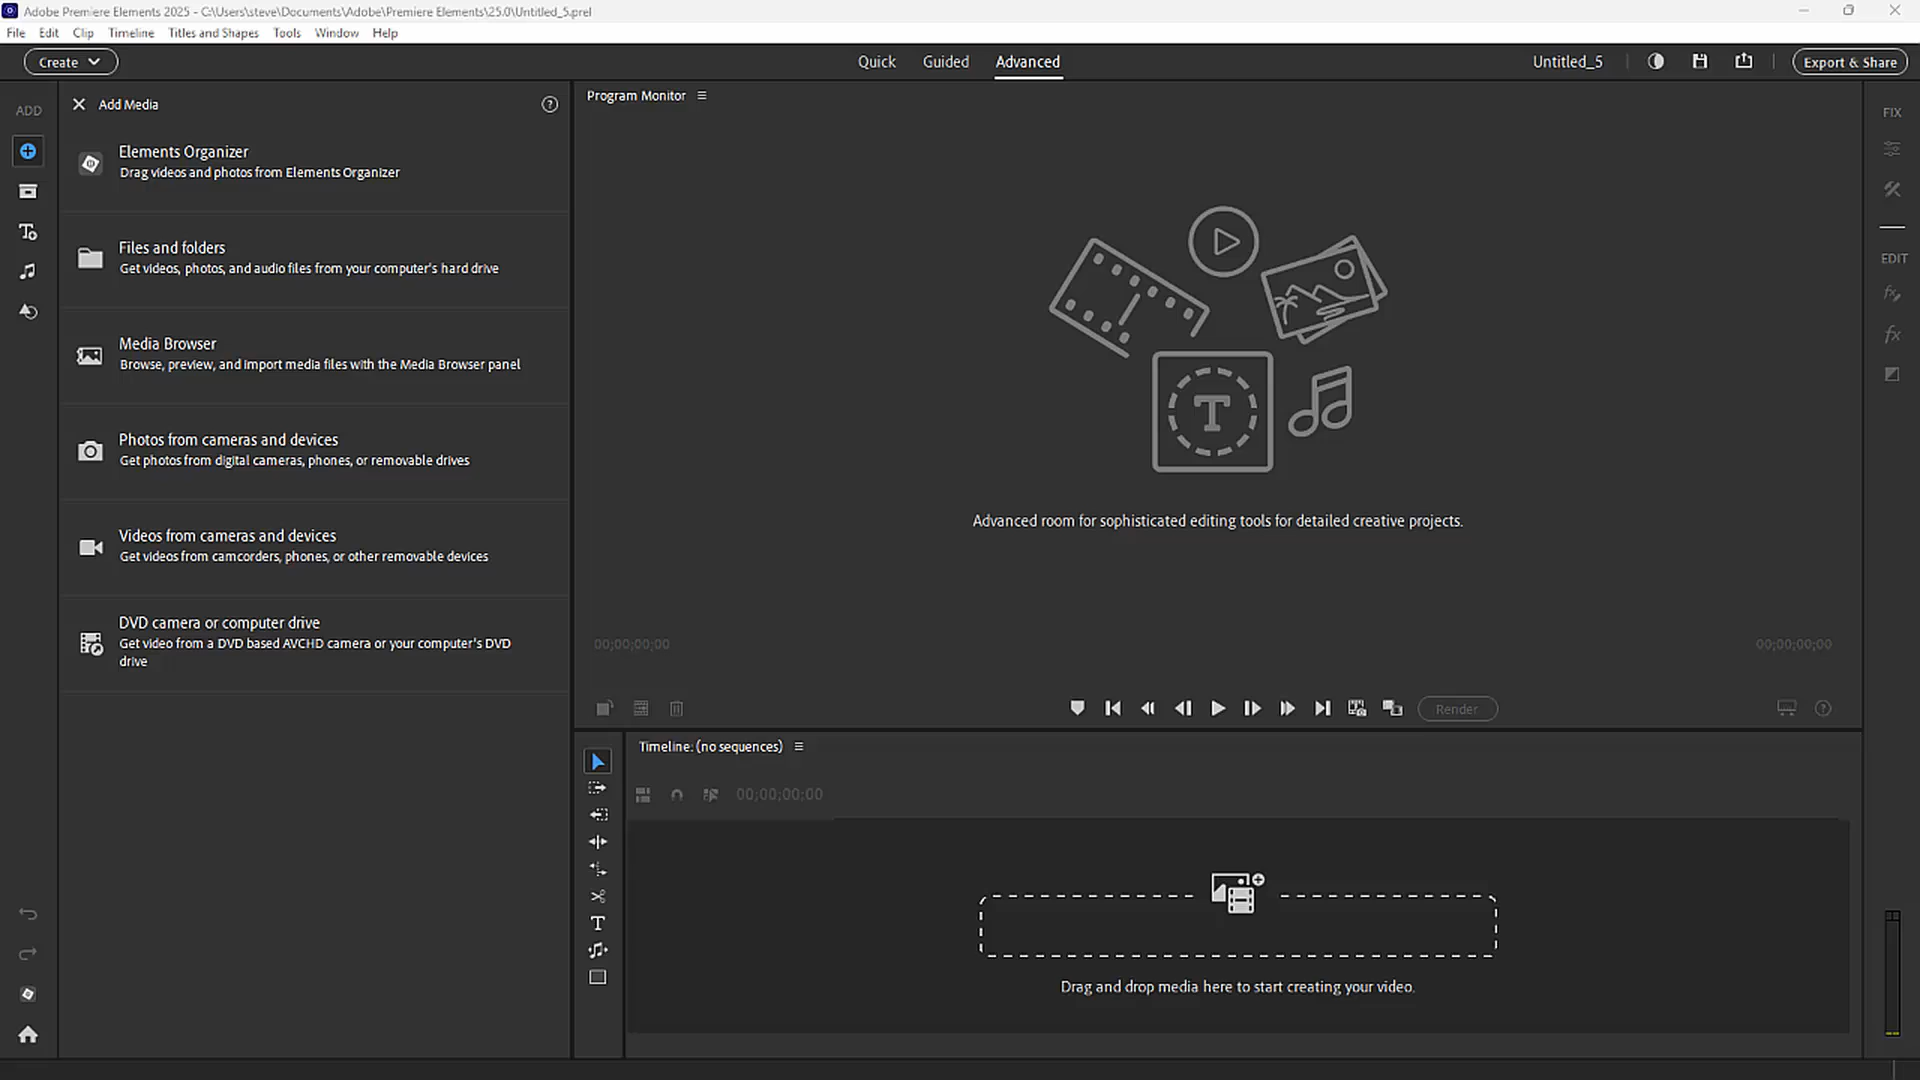 Adobe Premiere Elements 2025 - C:\Users\steve\Documents\Adobe\Premiere Elements\25.0\Untitled_5.prel
File Edit Clip Timeline Titles and Shapes Tools Window Help
Create Quick Guided Advanced Untitled_5 Export & Share
ADD
Add Media
Elements Organizer
Drag videos and photos from Elements Organizer
Files and folders
Get videos, photos, and audio files from your computer's hard drive
Media Browser
Browse, preview, and import media files with the Media Browser panel
Photos from cameras and devices
Get photos from digital cameras, phones, or removable drives
Videos from cameras and devices
Get videos from camcorders, phones, or other removable devices
DVD camera or computer drive
Get video from a DVD based AVCHD camera or your computer's DVD
drive
Program Monitor
T
Advanced room for sophisticated editing tools for detailed creative projects.
00;00;00;00 00;00;00;00
Render
Timeline: (no sequences)
00;00;00;00
Drag and drop media here to start creating your video.
FIX
EDIT
fx